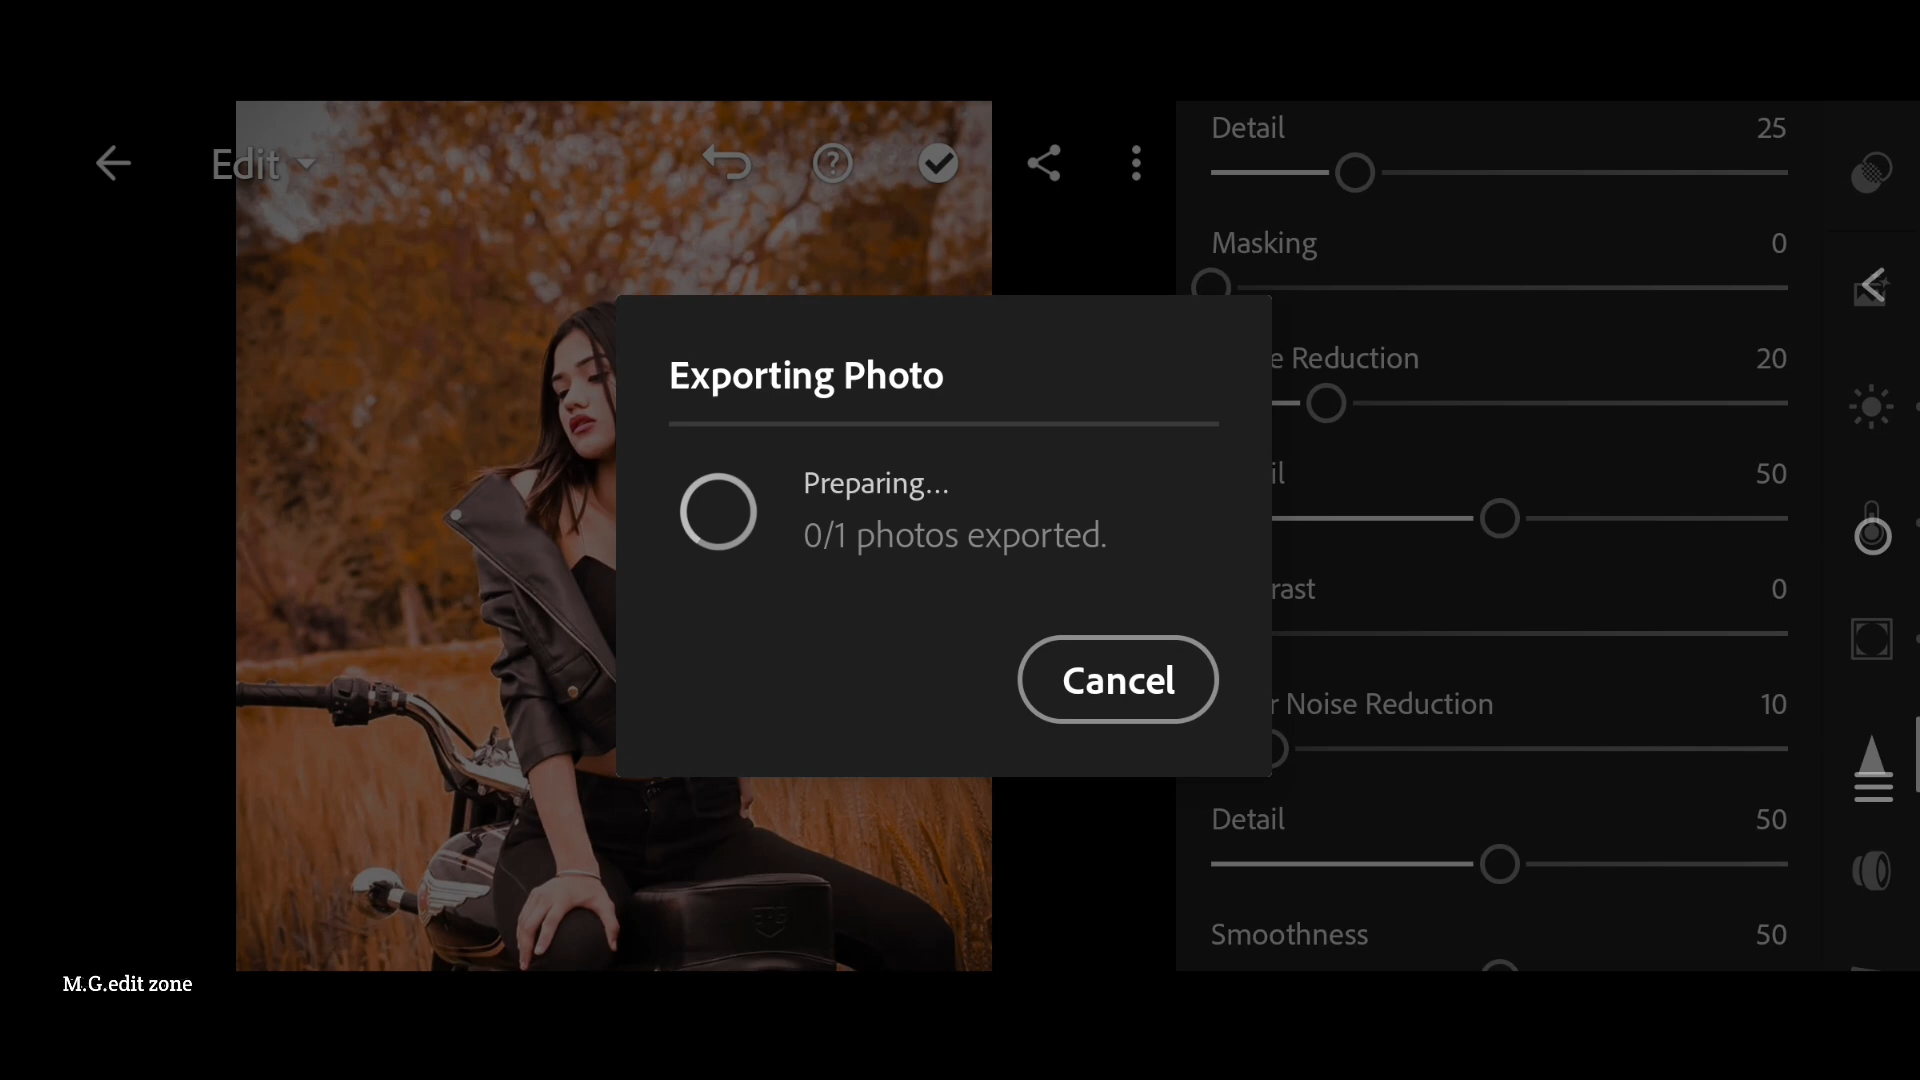 Edit
Detail 25
Masking 0
e Reduction 20
il 50
rast 0
r Noise Reduction 10
Detail 50
Smoothness 50
Exporting Photo
Preparing...
0/1 photos exported.
Cancel
M.G.edit zone